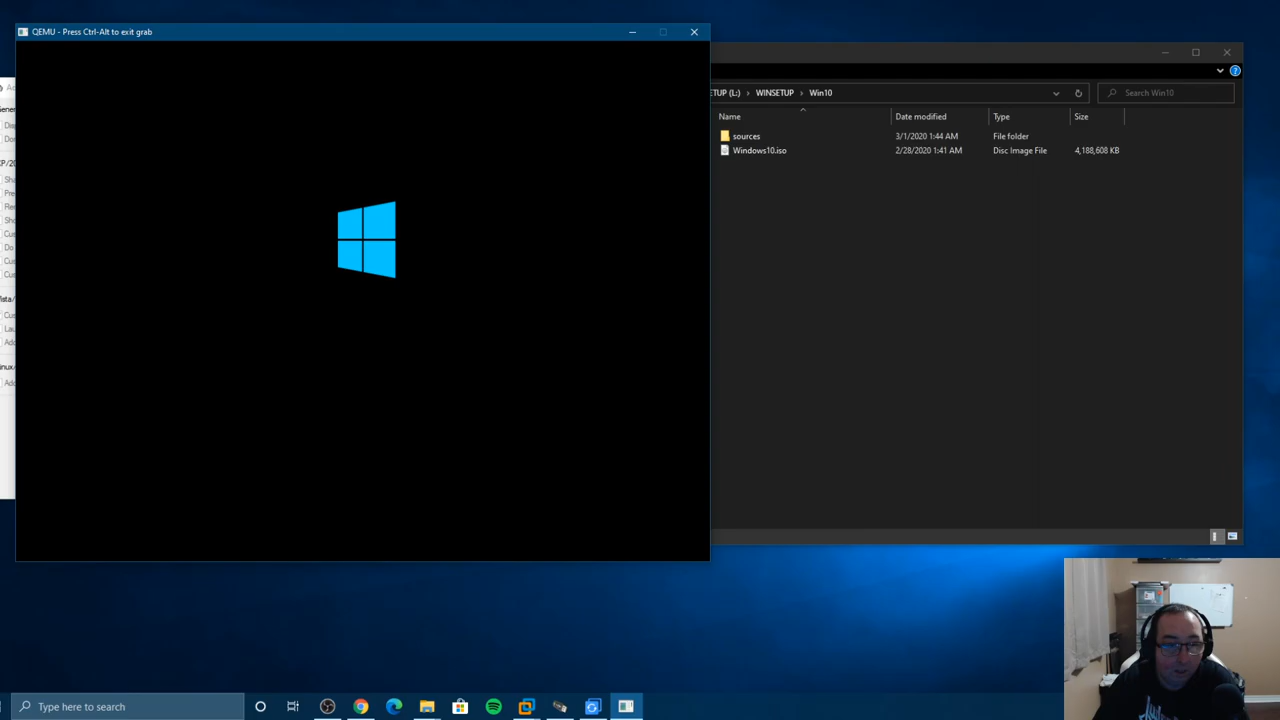 QEMU - Press Ctrl-Alt to exit grab
ETUP (L:) > WINSETUP > Win10
Search Win10
Name
Date modified
Type
Size
sources
3/1/2020 1:44 AM
File folder
Windows10.iso
2/28/2020 1:41 AM
Disc Image File
4,188,608 KB
Type here to search